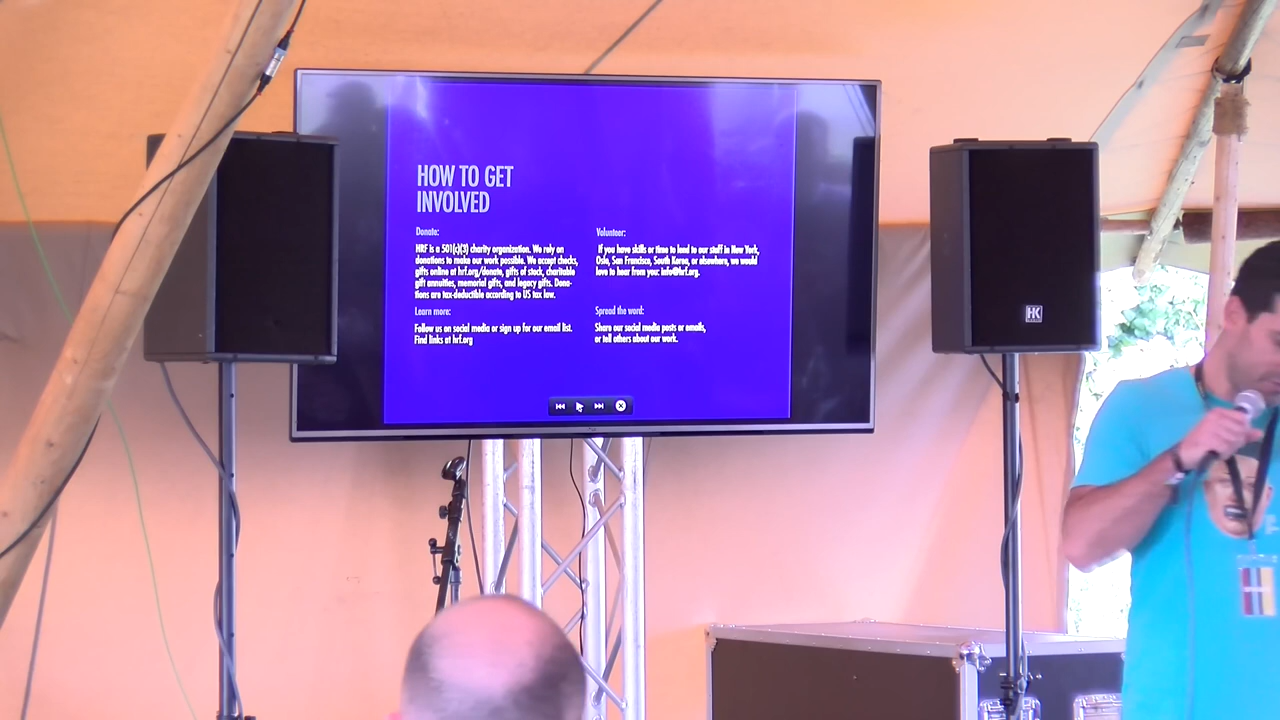 HOW TO GET
INVOLVED
Donate:
HRF is a 501(c)(3) charity organization. We rely on
donations to make our work possible. We accept checks,
gifts online at hrf.org/donate, gifts of stock, charitable
gift annuities, memorial gifts, and legacy gifts. Dona-
tions are tax-deductible according to US tax law.
Learn more:
Follow us on social media or sign up for our email list.
Find links at hrf.org
Volunteer:
If you have skills or time to lend to our staff in New York,
Oslo, San Francisco, South Korea, or elsewhere, we would
love to hear from you: info@hrf.org.
Spread the word:
Share our social media posts or emails,
or tell others about our work.
HK